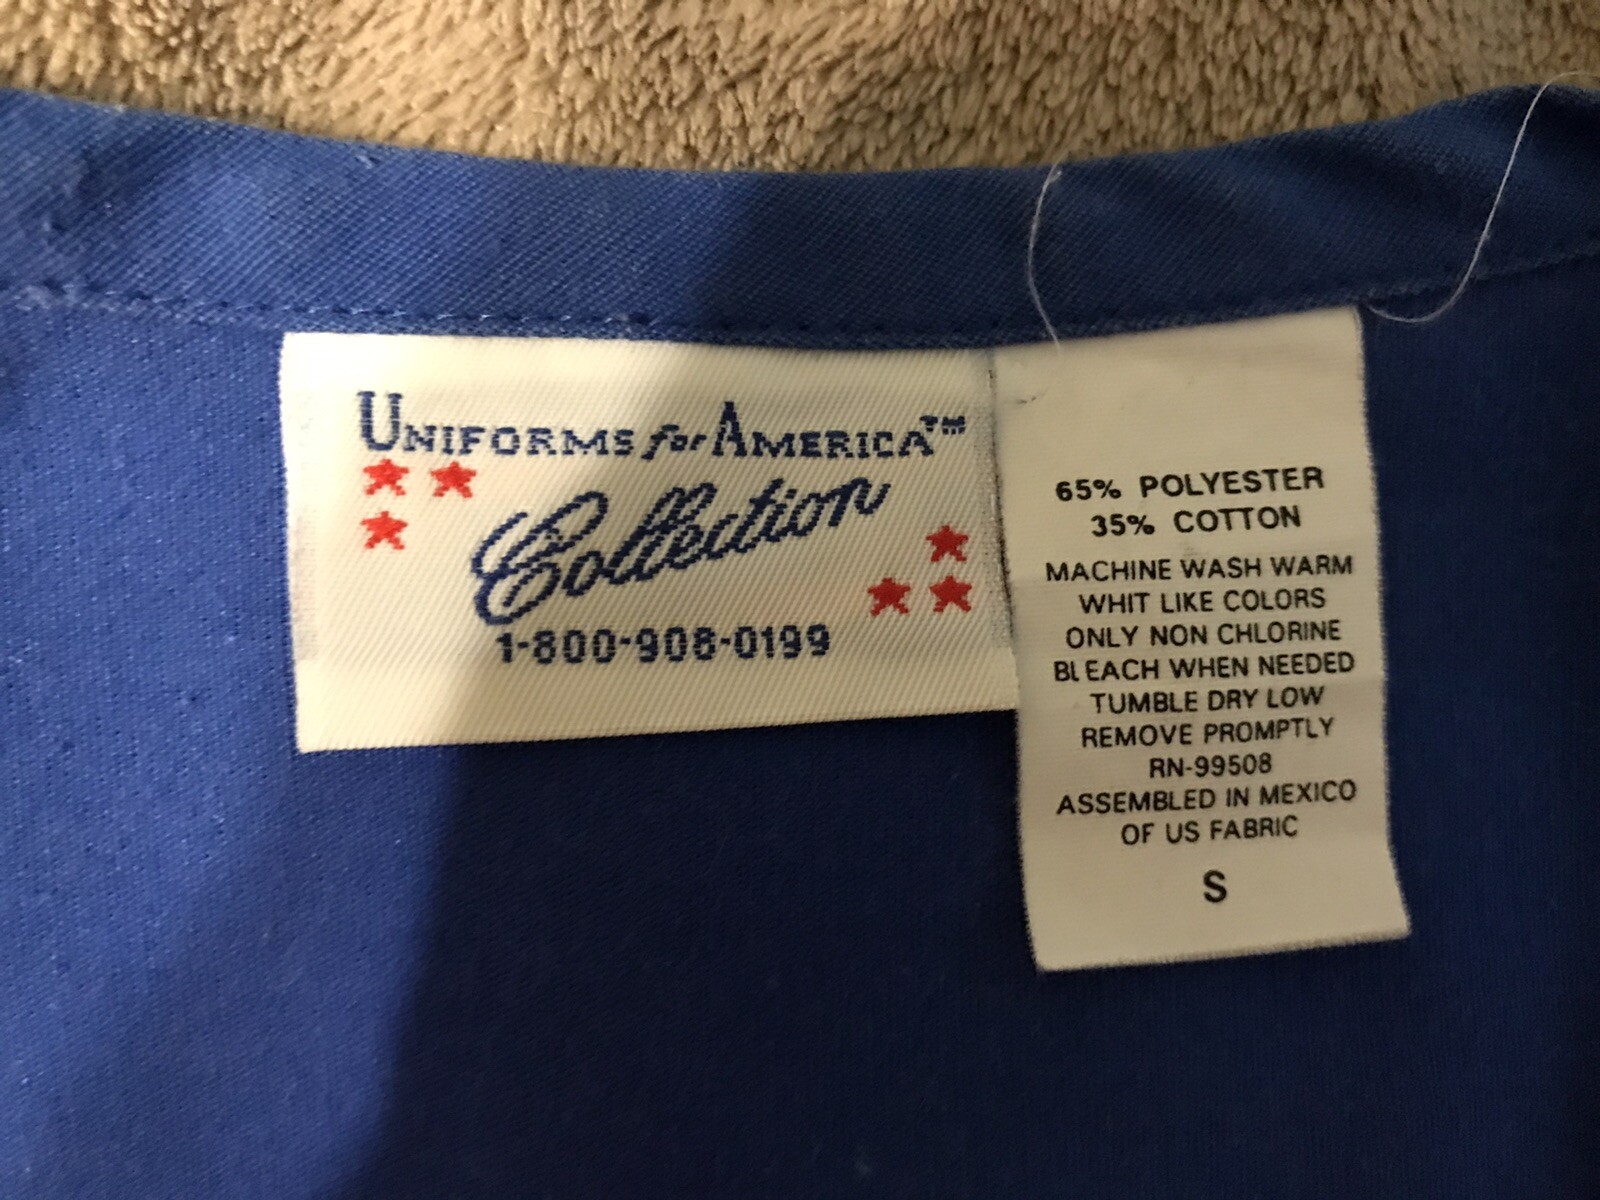 UNIFORMS for AMERICA™
Collection
1-800-908-0199
65% POLYESTER
35% COTTON
MACHINE WASH WARM
WHIT LIKE COLORS
ONLY NON CHLORINE
BLEACH WHEN NEEDED
TUMBLE DRY LOW
REMOVE PROMPTLY
RN-99508
ASSEMBLED IN MEXICO
OF US FABRIC
S